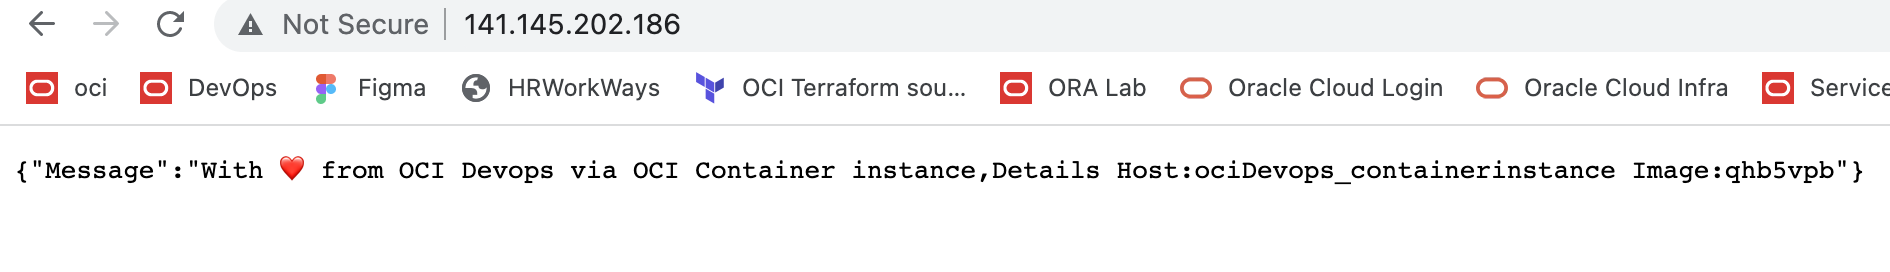 Not Secure 141.145.202.186
oci DevOps Figma HRWorkWays OCI Terraform sou... ORA Lab Oracle Cloud Login Oracle Cloud Infra Service
{"Message":"With ❤️ from OCI Devops via OCI Container instance,Details Host:ociDevops_containerinstance Image:qhb5vpb"}